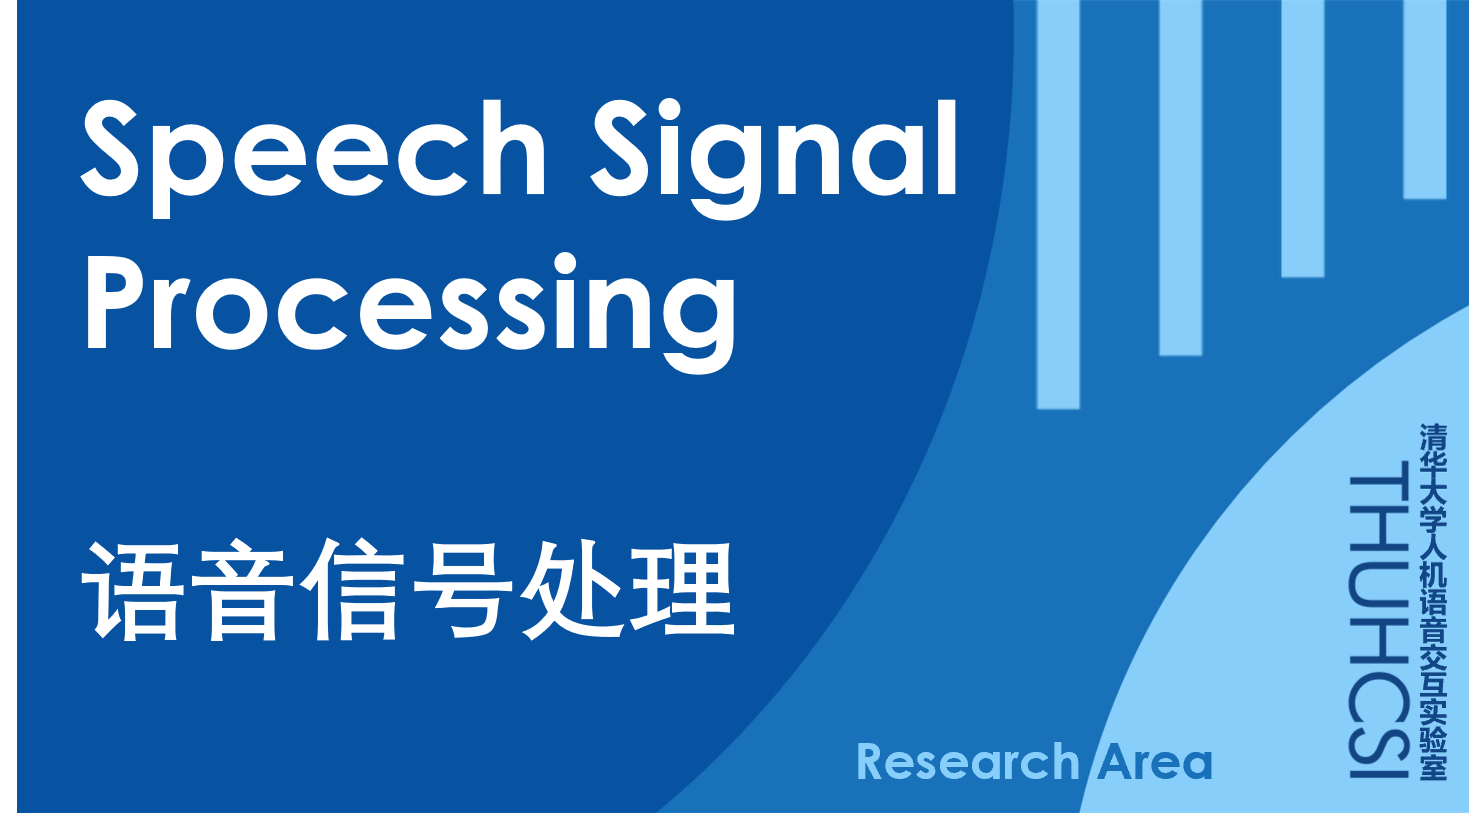 Speech Signal
Processing
语音信号处理
Research Area
THUHCSI
清华大学人机语音交互实验室